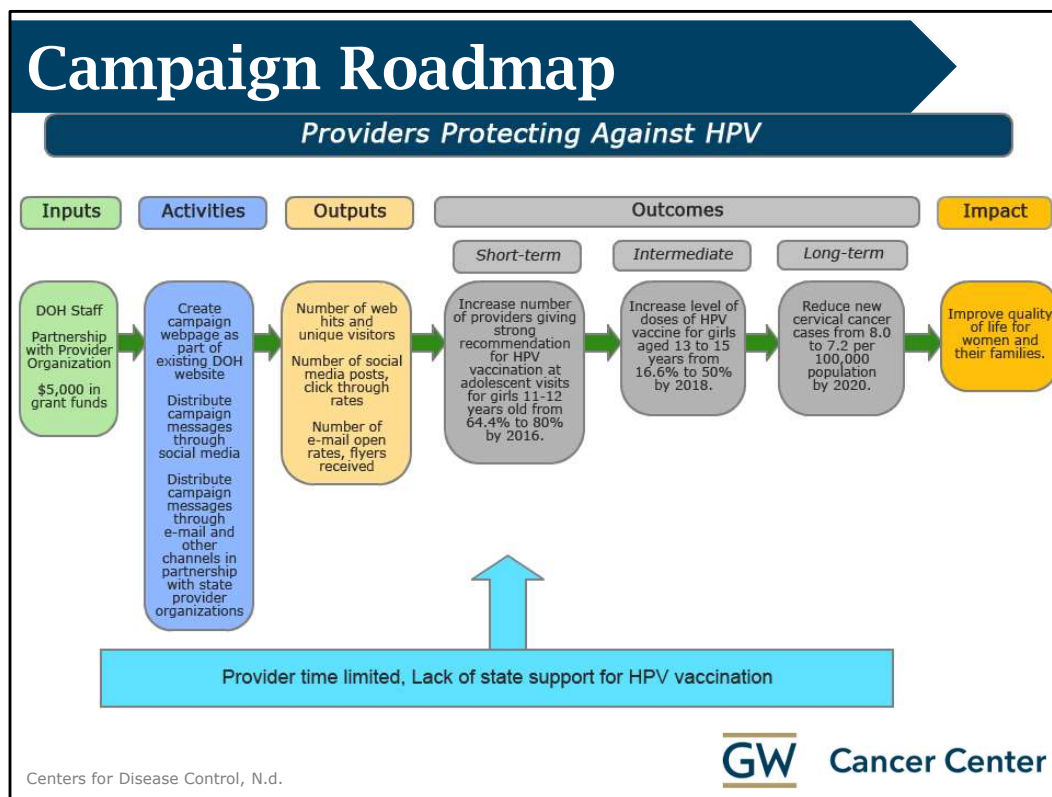 Campaign Roadmap
Providers Protecting Against HPV
Inputs
Activities
Outputs
Outcomes
Impact
Short-term
Intermediate
Long-term
DOH Staff
Partnership
with Provider
Organization
$5,000 in
grant funds
Create
campaign
webpage as
part of
existing DOH
website
Distribute
campaign
messages
through
social media
Distribute
campaign
messages
through
e-mail and
other
channels in
partnership
with state
provider
organizations
Number of web
hits and
unique visitors
Number of social
media posts,
click through
rates
Number of
e-mail open
rates, flyers
received
Increase number
of providers giving
strong
recommendation
for HPV
vaccination at
adolescent visits
for girls 11-12
years old from
64.4% to 80%
by 2016.
Increase level of
doses of HPV
vaccine for girls
aged 13 to 15
years from
16.6% to 50%
by 2018.
Reduce new
cervical cancer
cases from 8.0
to 7.2 per
100,000
population
by 2020.
Improve quality
of life for
women and
their families.
Provider time limited, Lack of state support for HPV vaccination
Centers for Disease Control, N.d.
GW Cancer Center